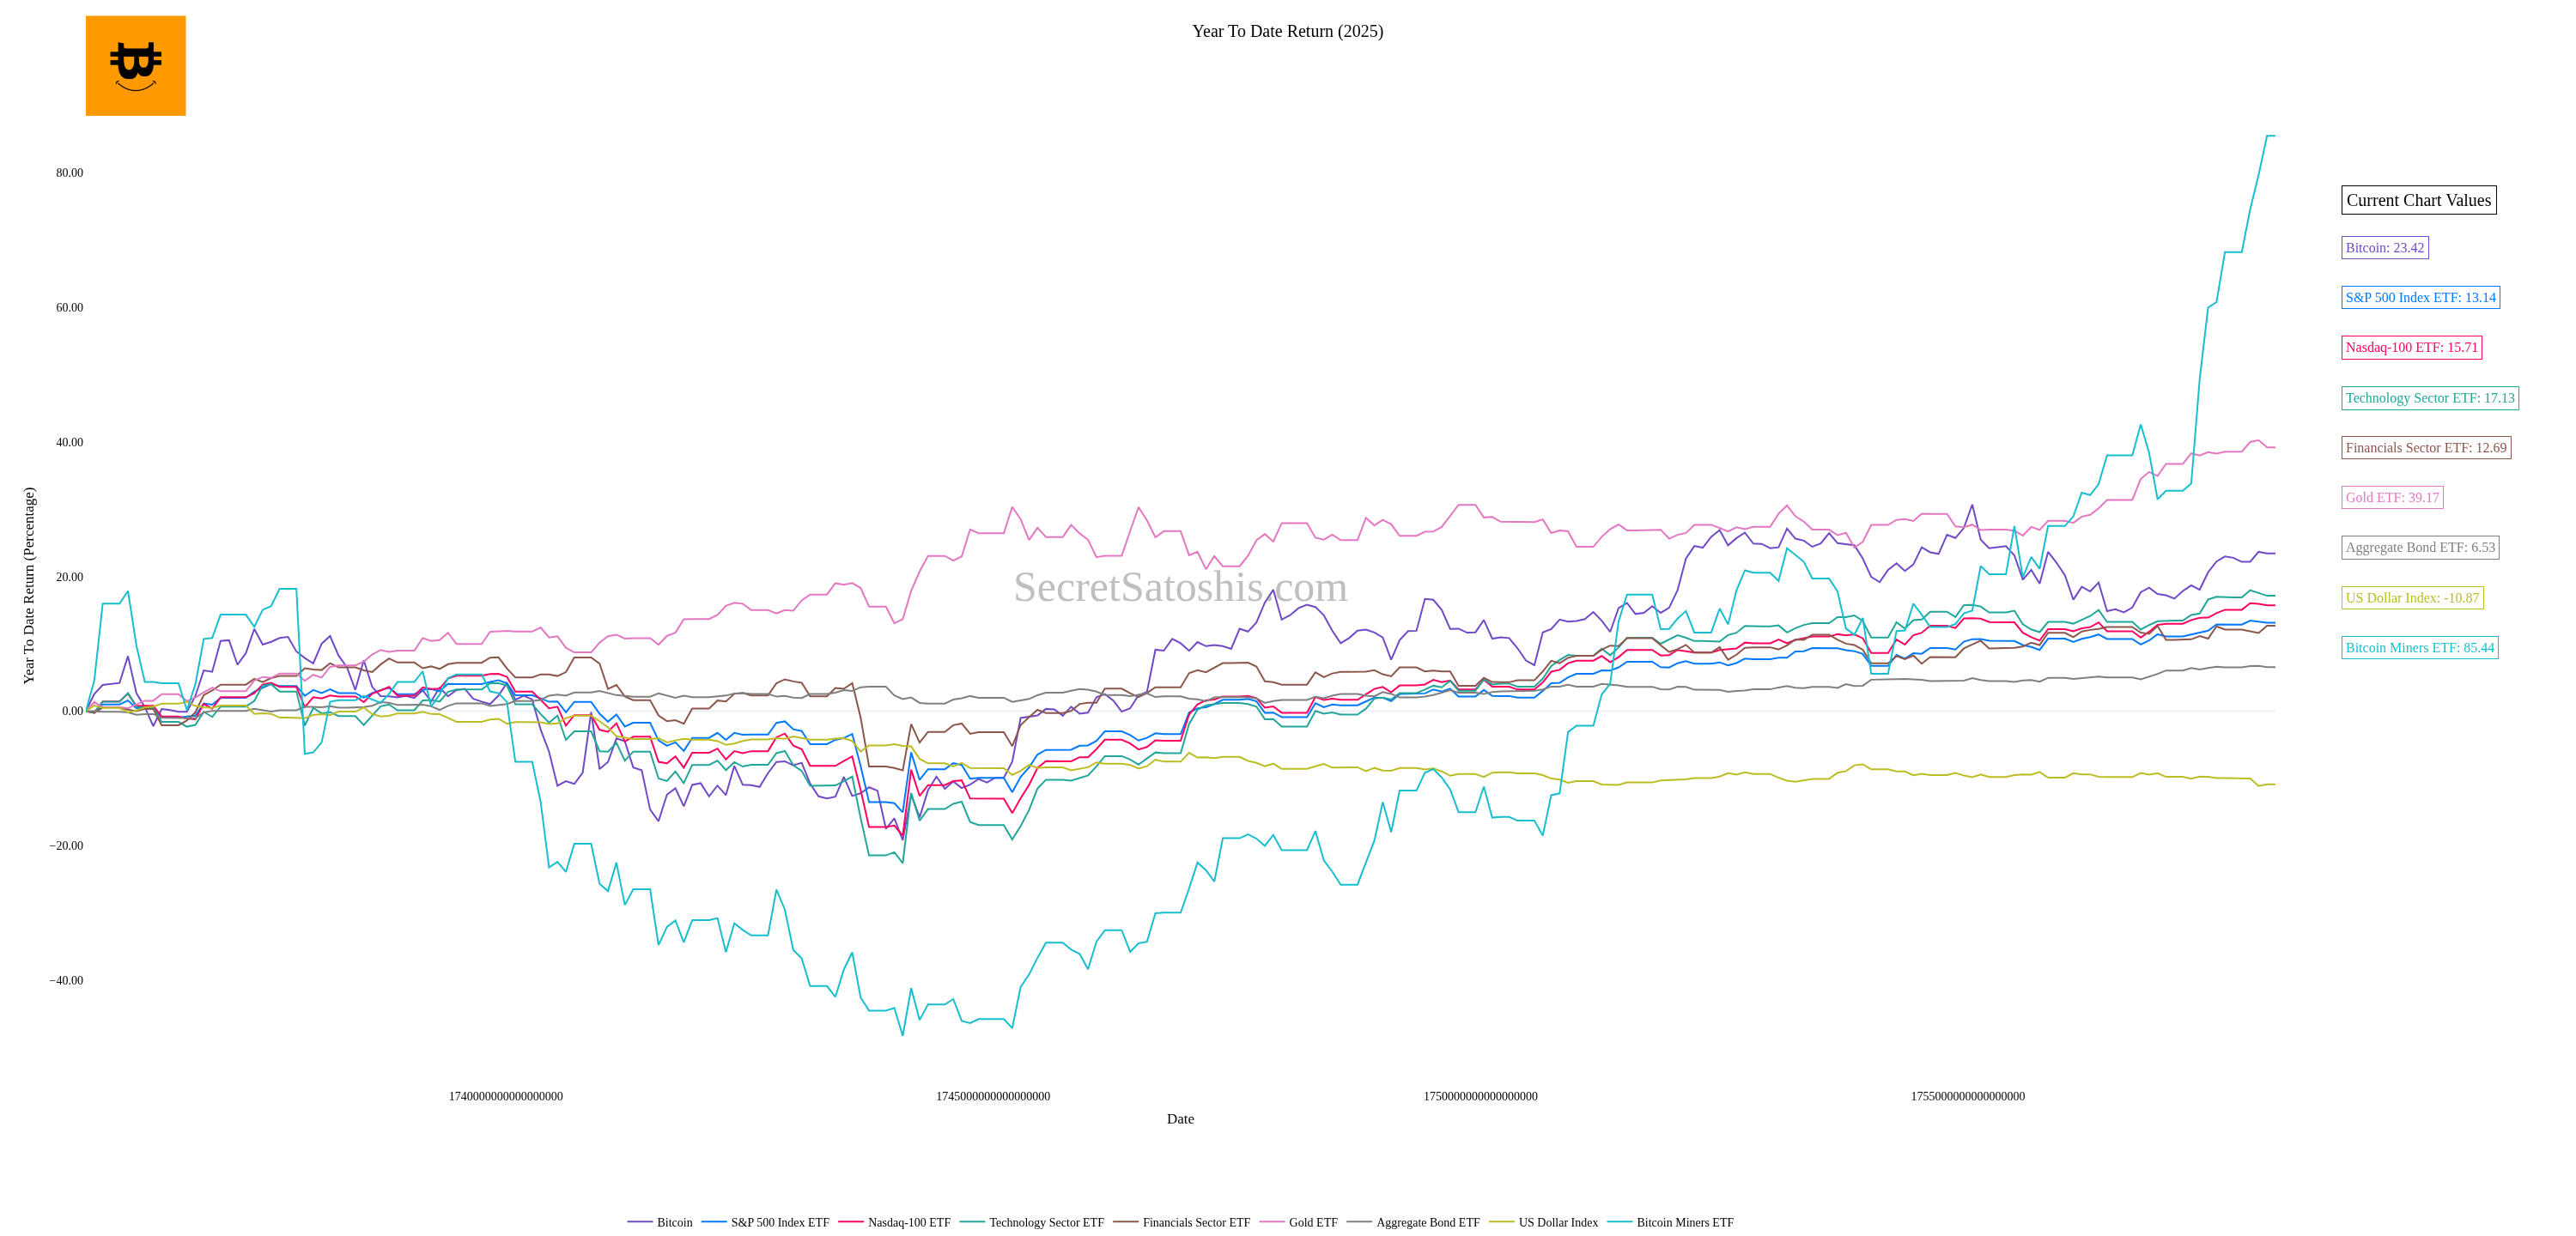 Year To Date Return (2025)
80.00
60.00
40.00
20.00
0.00
−20.00
−40.00
Year To Date Return (Percentage)
SecretSatoshis.com
Current Chart Values
Bitcoin: 23.42
S&P 500 Index ETF: 13.14
Nasdaq-100 ETF: 15.71
Technology Sector ETF: 17.13
Financials Sector ETF: 12.69
Gold ETF: 39.17
Aggregate Bond ETF: 6.53
US Dollar Index: -10.87
Bitcoin Miners ETF: 85.44
1740000000000000000 1745000000000000000 1750000000000000000 1755000000000000000
Date
Bitcoin S&P 500 Index ETF Nasdaq-100 ETF Technology Sector ETF Financials Sector ETF Gold ETF Aggregate Bond ETF US Dollar Index Bitcoin Miners ETF